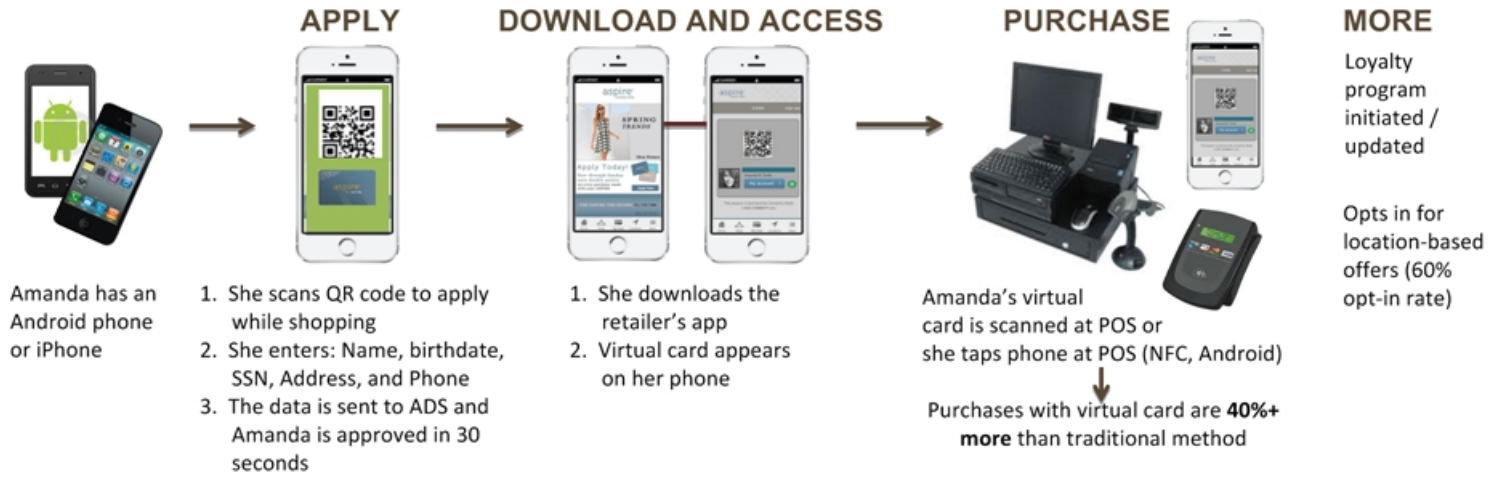 APPLY
DOWNLOAD AND ACCESS
PURCHASE
MORE
Amanda has an
Android phone
or iPhone
1. She scans QR code to apply
while shopping
2. She enters: Name, birthdate,
SSN, Address, and Phone
3. The data is sent to ADS and
Amanda is approved in 30
seconds
aspire
aspire
SPRING
TRENDS
Apply Today!
aspire
My account
1. She downloads the
retailer's app
2. Virtual card appears
on her phone
Amanda's virtual
card is scanned at POS or
she taps phone at POS (NFC, Android)
Purchases with virtual card are 40%+
more than traditional method
Loyalty
program
initiated /
updated
Opts in for
location-based
offers (60%
opt-in rate)